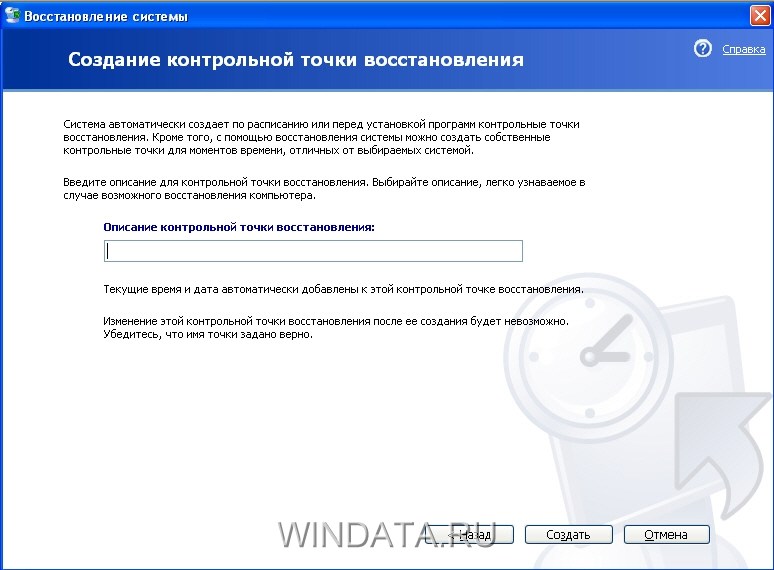 Восстановление системы
Справка
Создание контрольной точки восстановления
Система автоматически создает по расписанию или перед установкой программ контрольные точки
восстановления. Кроме того, с помощью восстановления системы можно создать собственные
контрольные точки для моментов времени, отличных от выбираемых системой.
Введите описание для контрольной точки восстановления. Выбирайте описание, легко узнаваемое в
случае возможного восстановления компьютера.
Описание контрольной точки восстановления:
Текущие время и дата автоматически добавлены к этой контрольной точке восстановления.
Изменение этой контрольной точки восстановления после ее создания будет невозможно.
Убедитесь, что имя точки задано верно.
WINDATA.RU
< Назад
Создать
Отмена